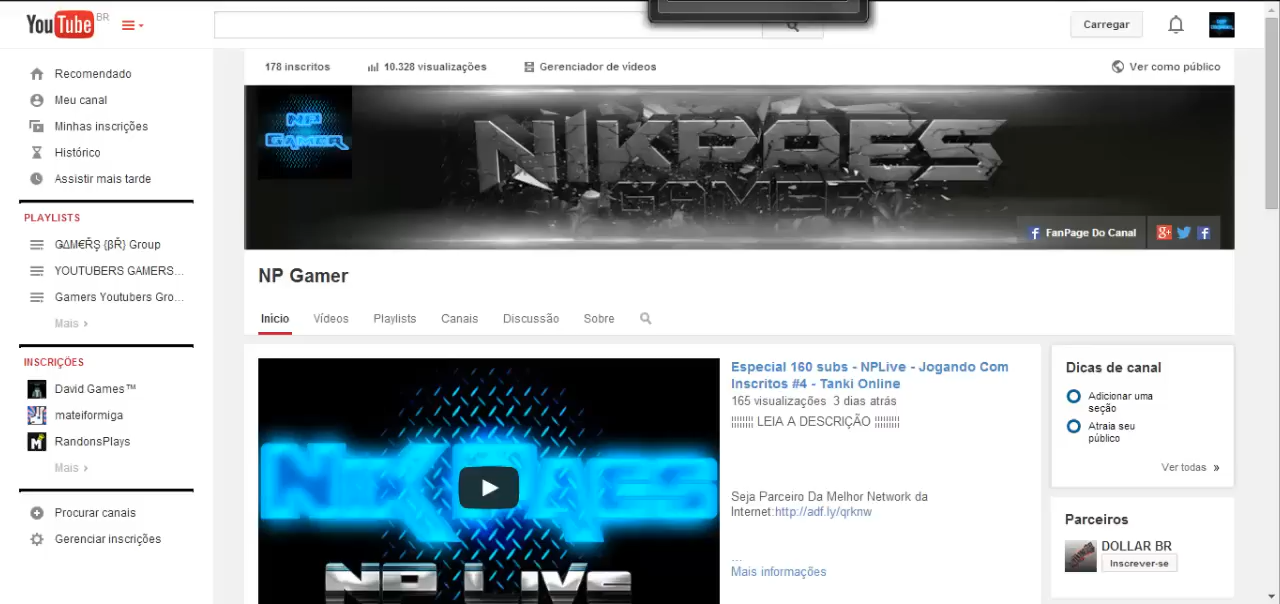 YouTube BR
Carregar
Recomendado
Meu canal
Minhas inscrições
Histórico
Assistir mais tarde
PLAYLISTS
G∆M€ŘŞ {βŘ} Group
YOUTUBERS GAMERS...
Gamers Youtubers Gro...
Mais ›
INSCRIÇÕES
David Games™
mateiformiga
RandonsPlays
Mais ›
Procurar canais
Gerenciar inscrições
178 inscritos
10.328 visualizações
Gerenciador de vídeos
Ver como público
NP
GAMER
NIKPAES
GAMER
FanPage Do Canal
NP Gamer
Início
Vídeos
Playlists
Canais
Discussão
Sobre
NIKPAES
NP LIVE
Especial 160 subs - NPLive - Jogando Com
Inscritos #4 - Tanki Online
165 visualizações 3 dias atrás
¦¦¦¦¦¦¦¦ LEIA A DESCRIÇÃO ¦¦¦¦¦¦¦¦¦
Seja Parceiro Da Melhor Network da
Internet:http://adf.ly/qrknw
...
Mais informações
Dicas de canal
Adicionar uma
seção
Atraia seu
público
Ver todas »
Parceiros
DOLLAR BR
Inscrever-se